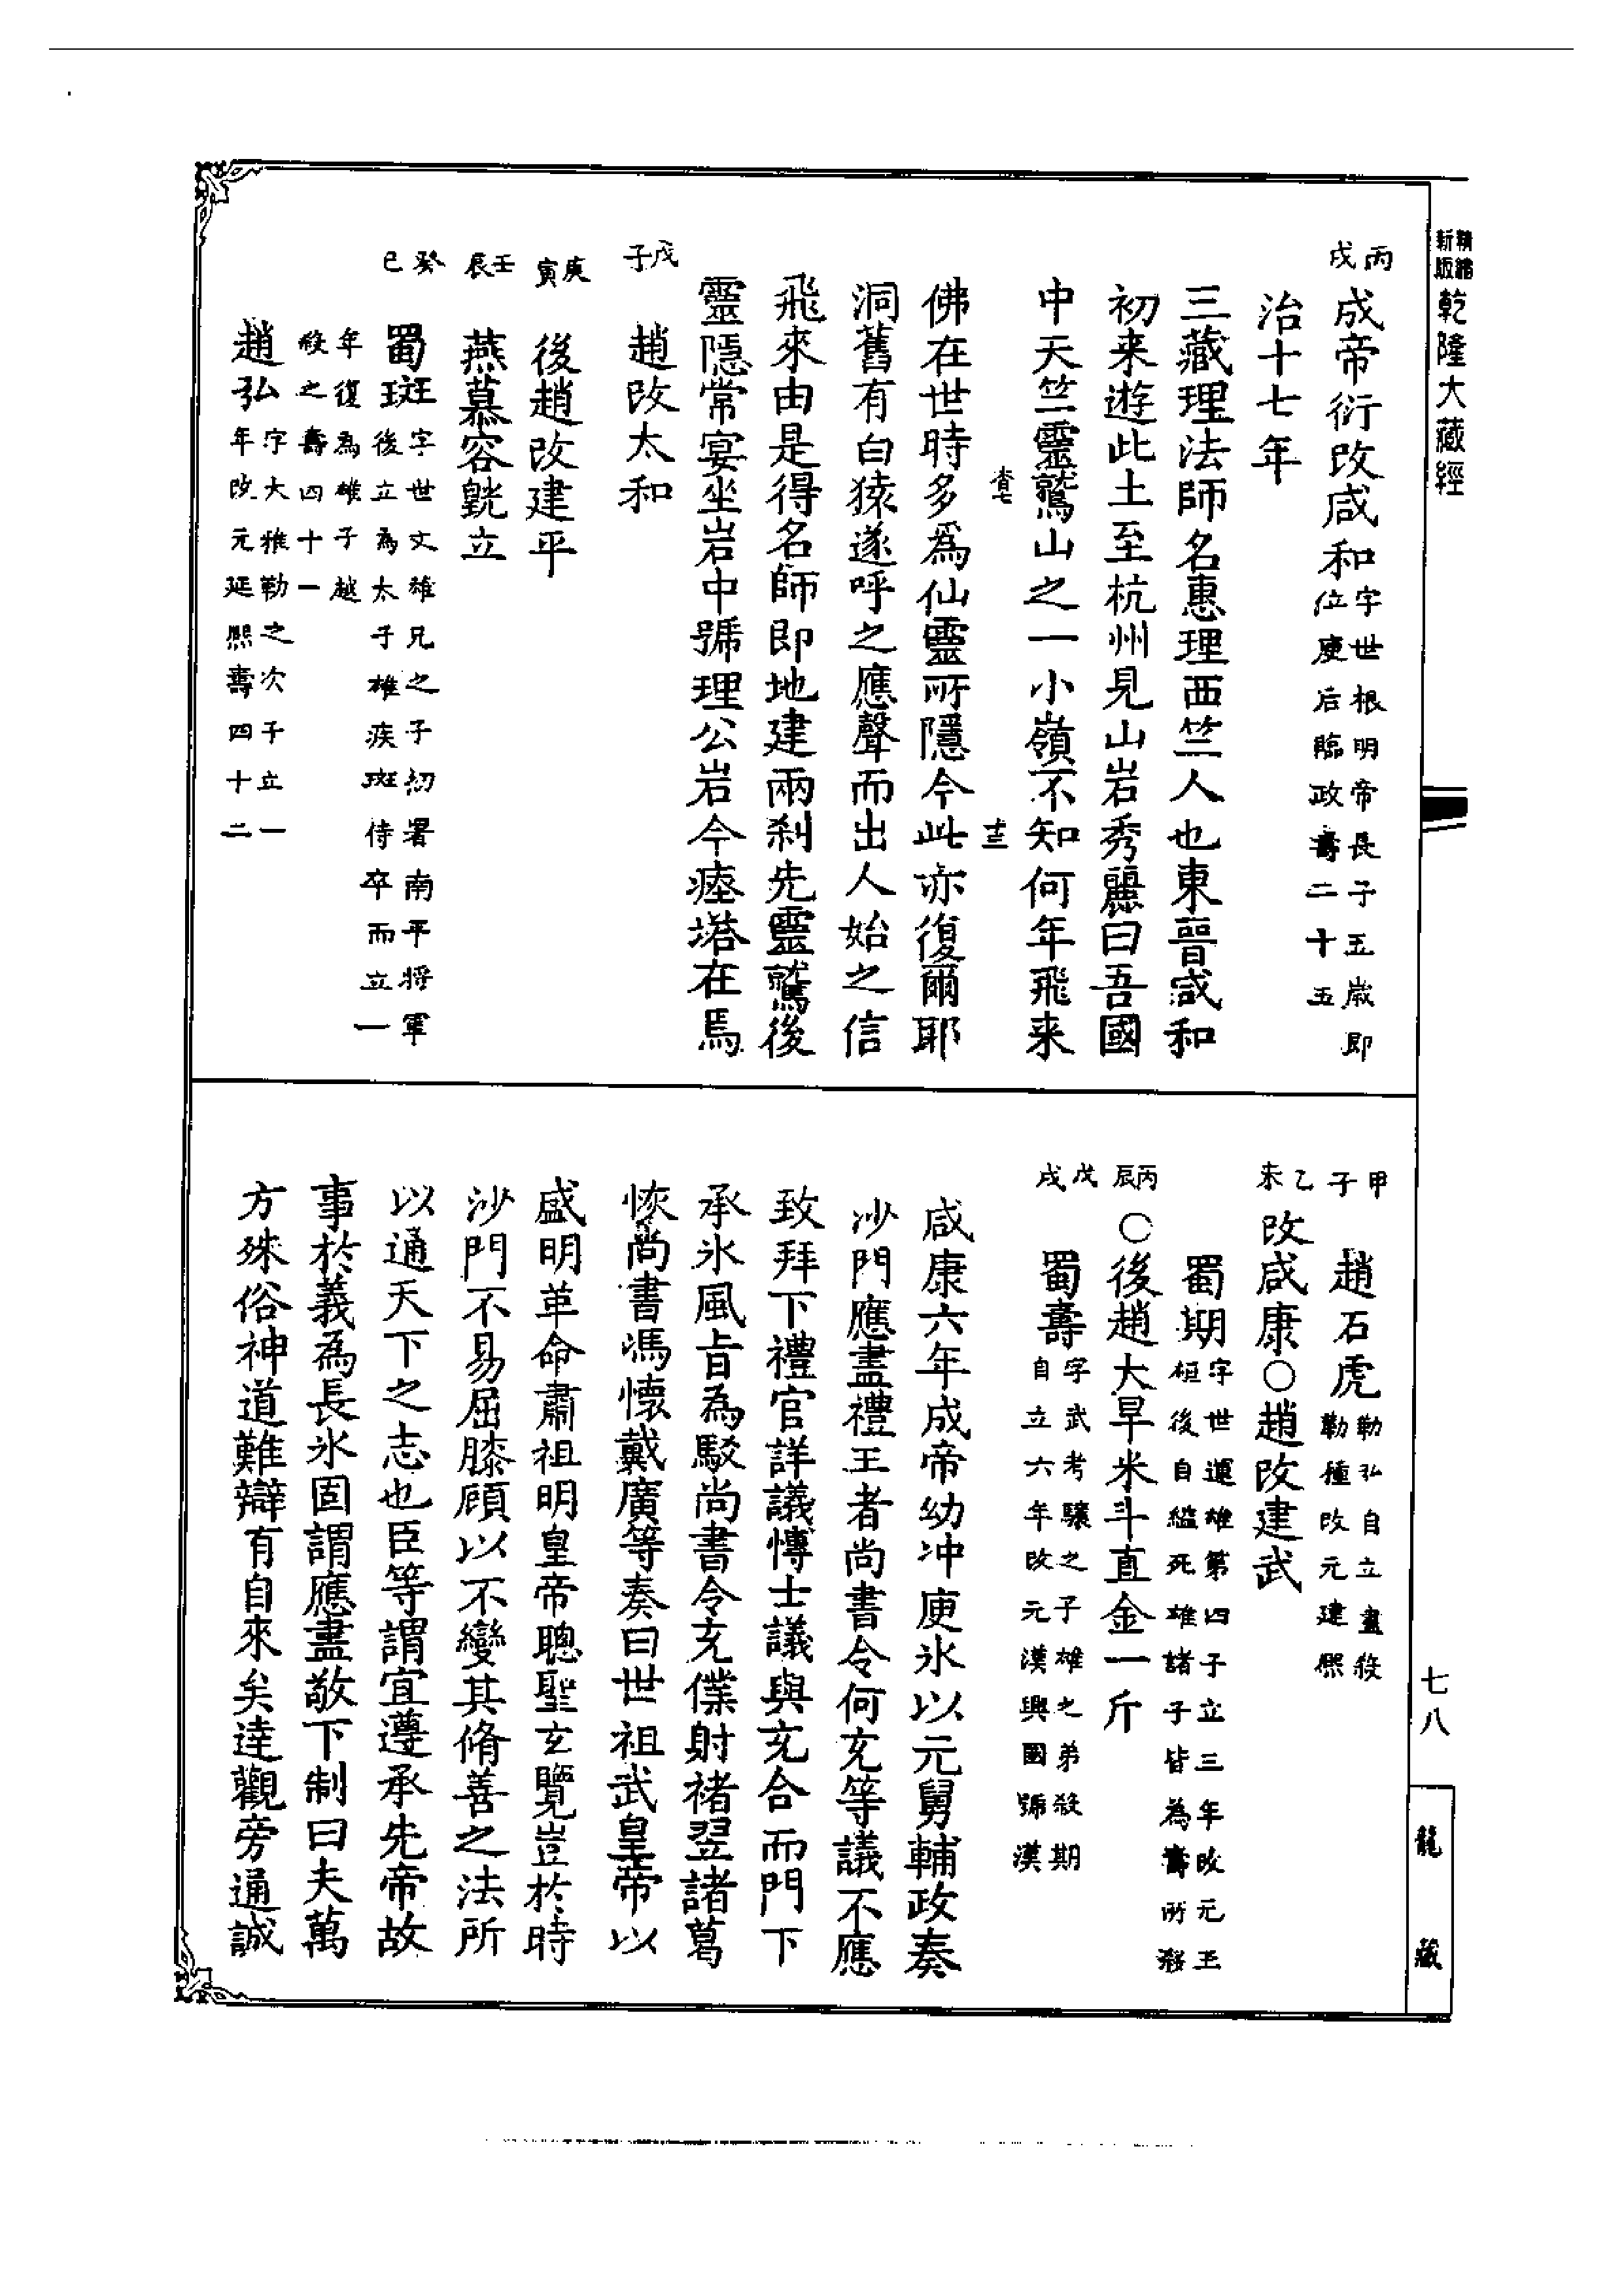 精縮
新版
乾隆大藏經
丙戌
成帝衍改咸和字世根明帝長子五歲即
位庾后臨政壽二十五
治十七年
三藏理法師名惠理西竺人也東晉咸和
初来遊此土至杭州見山岩秀麗曰吾國
中天竺靈鷲山之一小嶺不知何年飛来
佛在世時多為仙靈所隱今此亦復爾耶
洞舊有白猿遂呼之應聲而出人始之信
飛來由是得名師即地建兩刹先靈鷲後
靈隱常宴坐岩中號理公岩今瘞塔在焉
戊子
趙改太和
庚寅
後趙改建平
壬辰
燕慕容皝立
癸巳
蜀班字世文雄兄之子初署南平将軍
後立為太子雄疾班侍卒而立一
年復為雄子越
殺之壽四十一
趙弘字大雅勒之次子立一
年改元延熙壽四十二
甲子
趙石虎勒弘自立盡殺
勒種改元建熙
乙未
改咸康○趙改建武
蜀期字世運雄第四子立三年改元玉
桓後自縊死雄諸子皆為壽所殺
丙辰
○後趙大旱米斗直金一斤
戊戌
蜀壽字武考驤之子雄之弟殺期
自立六年改元漢興國號漢
咸康六年成帝幼冲庾氷以元舅輔政奏
沙門應盡禮王者尚書令何充等議不應
致拜下禮官詳議博士議與充合而門下
承氷風旨為駁尚書令充僕射褚翌諸葛
恢尚書馮懷戴廣等奏曰世祖武皇帝以
盛明革命肅祖明皇帝聰聖玄覽豈於時
沙門不易屈膝顧以不變其脩善之法所
以通天下之志也臣等謂宜遵承先帝故
事於義為長氷固謂應盡敬下制曰夫萬
方殊俗神道難辯有自來矣達觀旁通誠
七八
龍藏